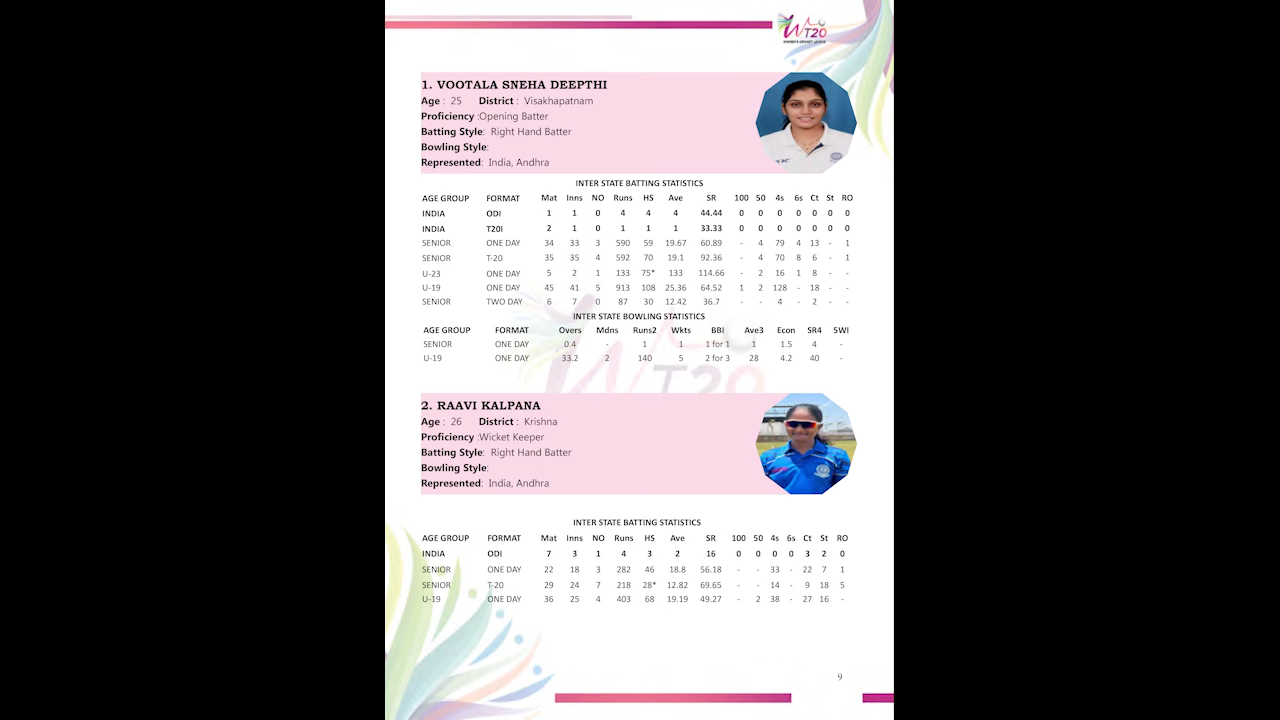 WT20
WOMEN'S CRICKET LEAGUE
1. VOOTALA SNEHA DEEPTHI
Age : 25 District : Visakhapatnam
Proficiency :Opening Batter
Batting Style: Right Hand Batter
Bowling Style:
Represented: India, Andhra
INTER STATE BATTING STATISTICS
AGE GROUP FORMAT Mat Inns NO Runs HS Ave SR 100 50 4s 6s Ct St RO
INDIA ODI 1 1 0 4 4 4 44.44 0 0 0 0 0 0 0
INDIA T20I 2 1 0 1 1 1 33.33 0 0 0 0 0 0 0
SENIOR ONE DAY 34 33 3 590 59 19.67 60.89 - 4 79 4 13 - 1
SENIOR T-20 35 35 4 592 70 19.1 92.36 - 4 70 8 6 - 1
U-23 ONE DAY 5 2 1 133 75* 133 114.66 - 2 16 1 8 - -
U-19 ONE DAY 45 41 5 913 108 25.36 64.52 1 2 128 - 18 - -
SENIOR TWO DAY 6 7 0 87 30 12.42 36.7 - - 4 - 2 - -
INTER STATE BOWLING STATISTICS
AGE GROUP FORMAT Overs Mdns Runs2 Wkts BBI Ave3 Econ SR4 5WI
SENIOR ONE DAY 0.4 - 1 1 1 for 1 1 1.5 4 -
U-19 ONE DAY 33.2 2 140 5 2 for 3 28 4.2 40 -
WT20
2. RAAVI KALPANA
Age : 26 District : Krishna
Proficiency :Wicket Keeper
Batting Style: Right Hand Batter
Bowling Style:
Represented: India, Andhra
INTER STATE BATTING STATISTICS
AGE GROUP FORMAT Mat Inns NO Runs HS Ave SR 100 50 4s 6s Ct St RO
INDIA ODI 7 3 1 4 3 2 16 0 0 0 0 3 2 0
SENIOR ONE DAY 22 18 3 282 46 18.8 56.18 - - 33 - 22 7 1
SENIOR T-20 29 24 7 218 28* 12.82 69.65 - - 14 - 9 18 5
U-19 ONE DAY 36 25 4 403 68 19.19 49.27 - 2 38 - 27 16 -
9